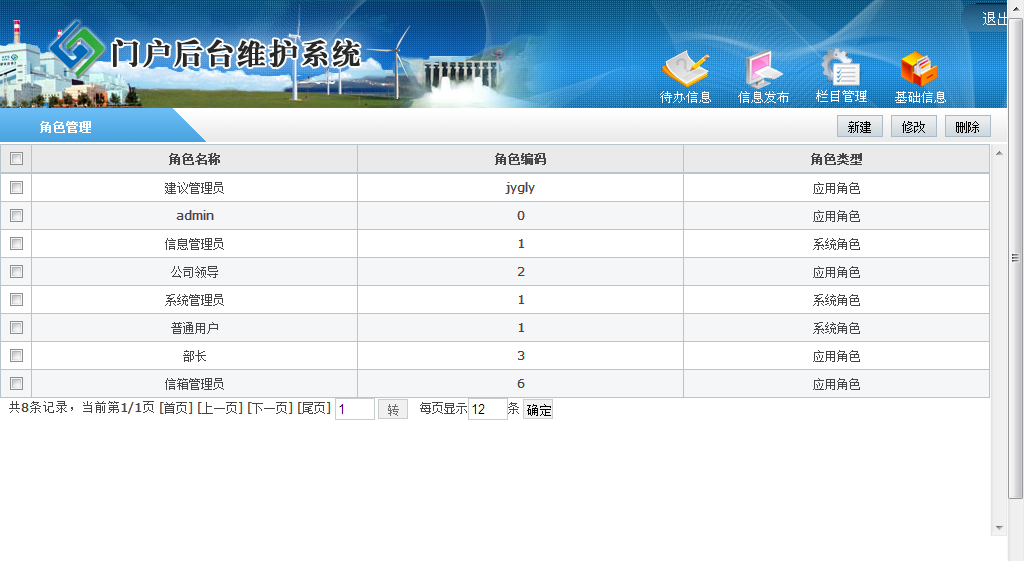 退出
门户后台维护系统
待办信息 信息发布 栏目管理 基础信息
角色管理 新建 修改 删除
角色名称 角色编码 角色类型
建议管理员 jygly 应用角色
admin 0 应用角色
信息管理员 1 系统角色
公司领导 2 应用角色
系统管理员 1 系统角色
普通用户 1 系统角色
部长 3 应用角色
信箱管理员 6 应用角色
共8条记录，当前第1/1页 [首页] [上一页] [下一页] [尾页] 1 转 每页显示12条 确定